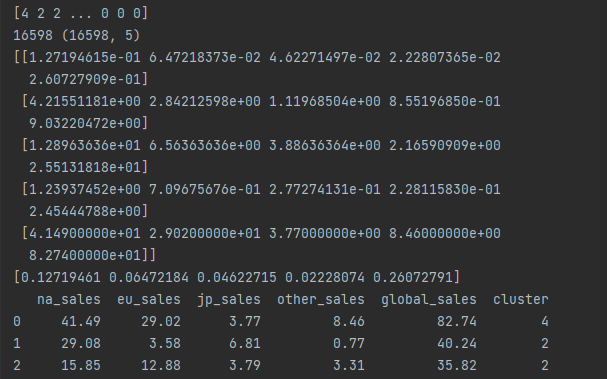 [4 2 2 ... 0 0 0]
16598 (16598, 5)
[[1.27194615e-01 6.47218373e-02 4.62271497e-02 2.22807365e-02
  2.60727909e-01]
 [4.21551181e+00 2.84212598e+00 1.11968504e+00 8.55196850e-01
  9.03220472e+00]
 [1.28963636e+01 6.56363636e+00 3.88636364e+00 2.16590909e+00
  2.55131818e+01]
 [1.23937452e+00 7.09675676e-01 2.77274131e-01 2.28115830e-01
  2.45444788e+00]
 [4.14900000e+01 2.90200000e+01 3.77000000e+00 8.46000000e+00
  8.27400000e+01]]
[0.12719461 0.06472184 0.04622715 0.02228074 0.26072791]
   na_sales  eu_sales  jp_sales  other_sales  global_sales  cluster
0     41.49     29.02      3.77         8.46         82.74        4
1     29.08      3.58      6.81         0.77         40.24        2
2     15.85     12.88      3.79         3.31         35.82        2